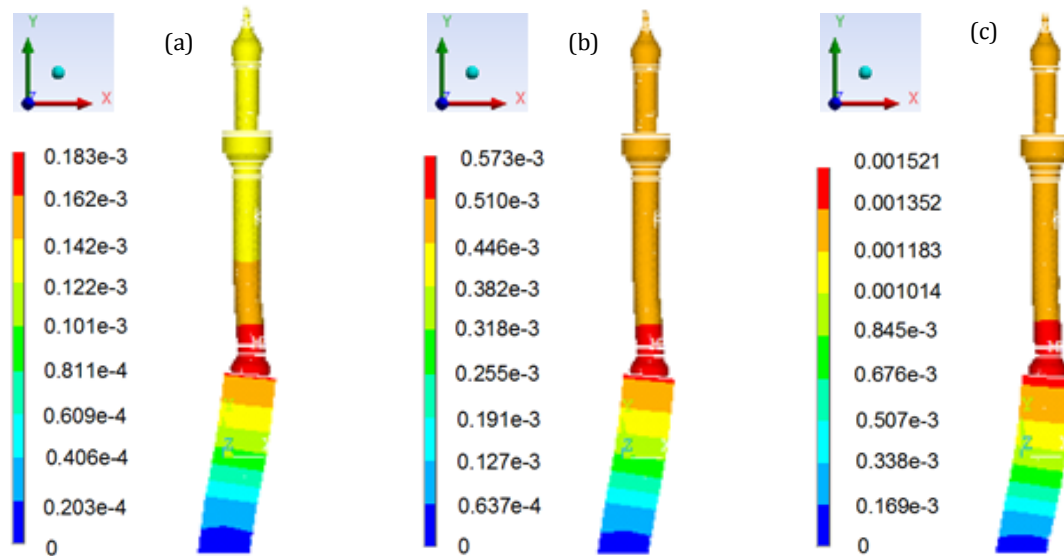 (a)
Y
X
Z
0.183e-3
0.162e-3
0.142e-3
0.122e-3
0.101e-3
0.811e-4
0.609e-4
0.406e-4
0.203e-4
0
Y
Z
(b)
Y
X
Z
0.573e-3
0.510e-3
0.446e-3
0.382e-3
0.318e-3
0.255e-3
0.191e-3
0.127e-3
0.637e-4
0
Y
Z
(c)
Y
X
Z
0.001521
0.001352
0.001183
0.001014
0.845e-3
0.676e-3
0.507e-3
0.338e-3
0.169e-3
0
Y
Z